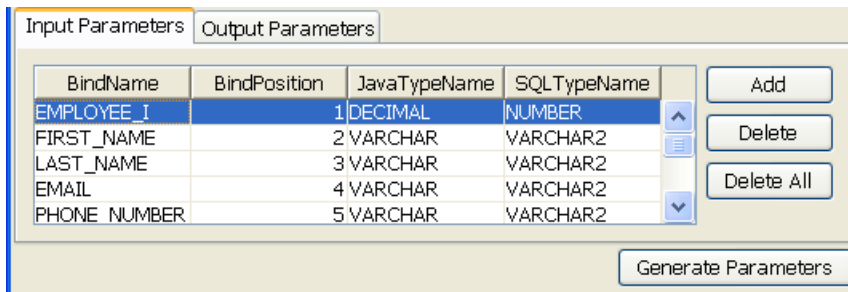 Input Parameters Output Parameters
BindName BindPosition JavaTypeName SQLTypeName Add
EMPLOYEE_I 1 DECIMAL NUMBER
FIRST_NAME 2 VARCHAR VARCHAR2 Delete
LAST_NAME 3 VARCHAR VARCHAR2
EMAIL 4 VARCHAR VARCHAR2 Delete All
PHONE_NUMBER 5 VARCHAR VARCHAR2
Generate Parameters